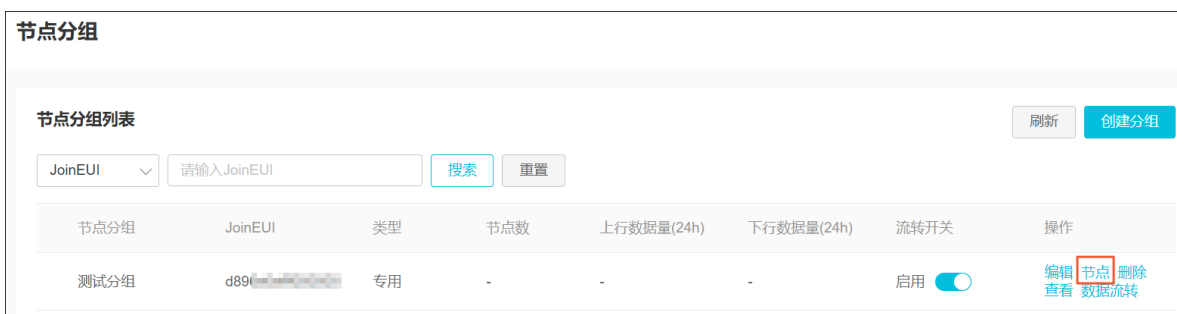 节点分组
节点分组列表
刷新 创建分组
JoinEUI 请输入JoinEUI 搜索 重置
节点分组 JoinEUI 类型 节点数 上行数据量(24h) 下行数据量(24h) 流转开关 操作
测试分组 d896 专用 - - - 启用 编辑 节点 删除
查看 数据流转